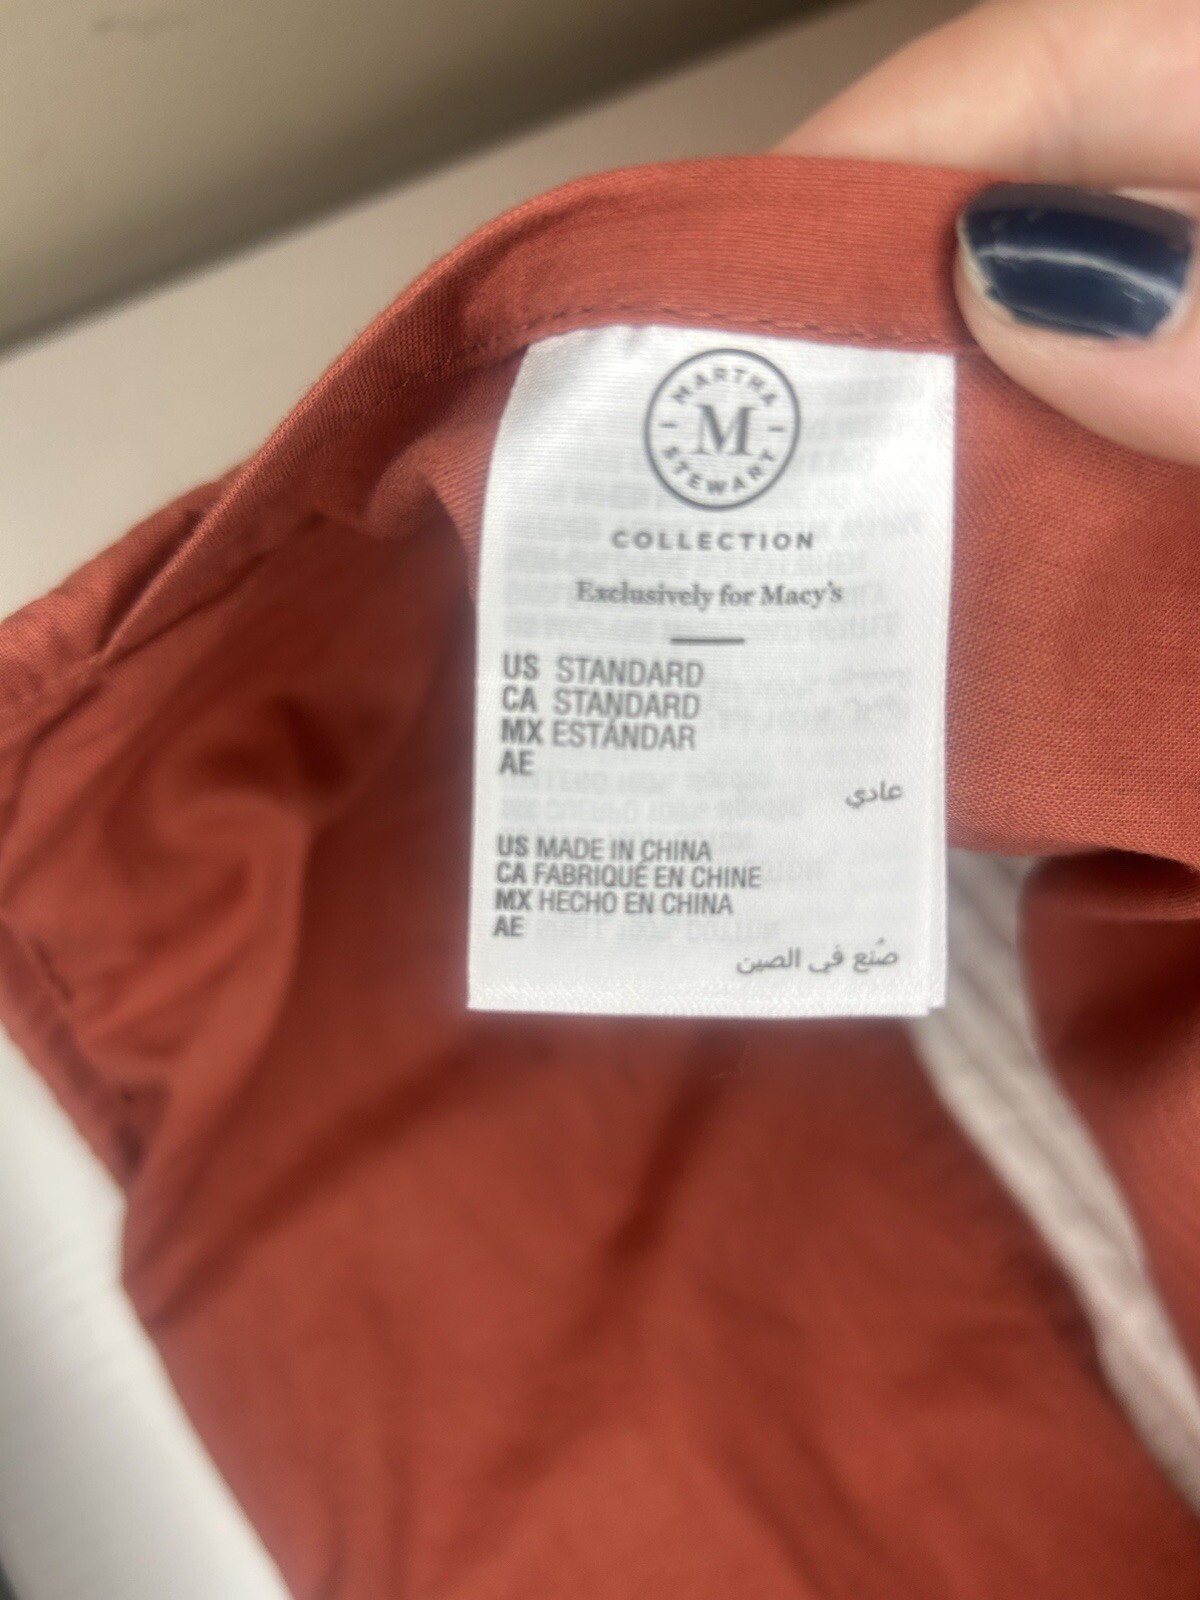 MARTHA
M
STEWART
COLLECTION
Exclusively for Macy's
US STANDARD
CA STANDARD
MX ESTÁNDAR
AE
عادي
US MADE IN CHINA
CA FABRIQUÉ EN CHINE
MX HECHO EN CHINA
AE
صُنع في الصين